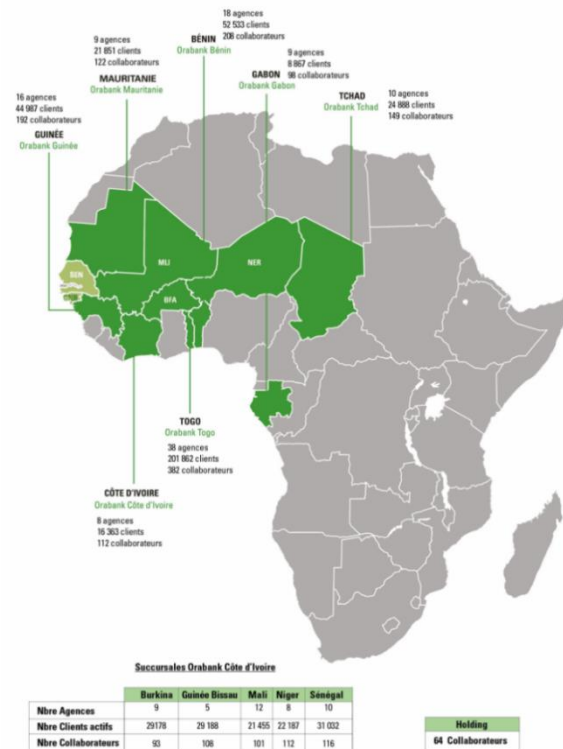 18 agences
52 533 clients
208 collaborateurs
BÉNIN
Orabank Bénin
9 agences
21 851 clients
122 collaborateurs
MAURITANIE
Orabank Mauritanie
9 agences
8 867 clients
98 collaborateurs
GABON
Orabank Gabon
TCHAD
Orabank Tchad
10 agences
24 888 clients
149 collaborateurs
16 agences
44 987 clients
192 collaborateurs
GUINÉE
Orabank Guinée
SEN
MLI
NER
BFA
TOGO
Orabank Togo
38 agences
201 862 clients
382 collaborateurs
CÔTE D'IVOIRE
Orabank Côte d'Ivoire
8 agences
16 363 clients
112 collaborateurs
Succursales Orabank Côte d'Ivoire
Burkina Guinée Bissau Mali Niger Sénégal
Nbre Agences 9 5 12 8 10
Nbre Clients actifs 29178 29 188 21 455 22 187 31 032
Nbre Collaborateurs 93 108 101 112 116
Holding
64 Collaborateurs